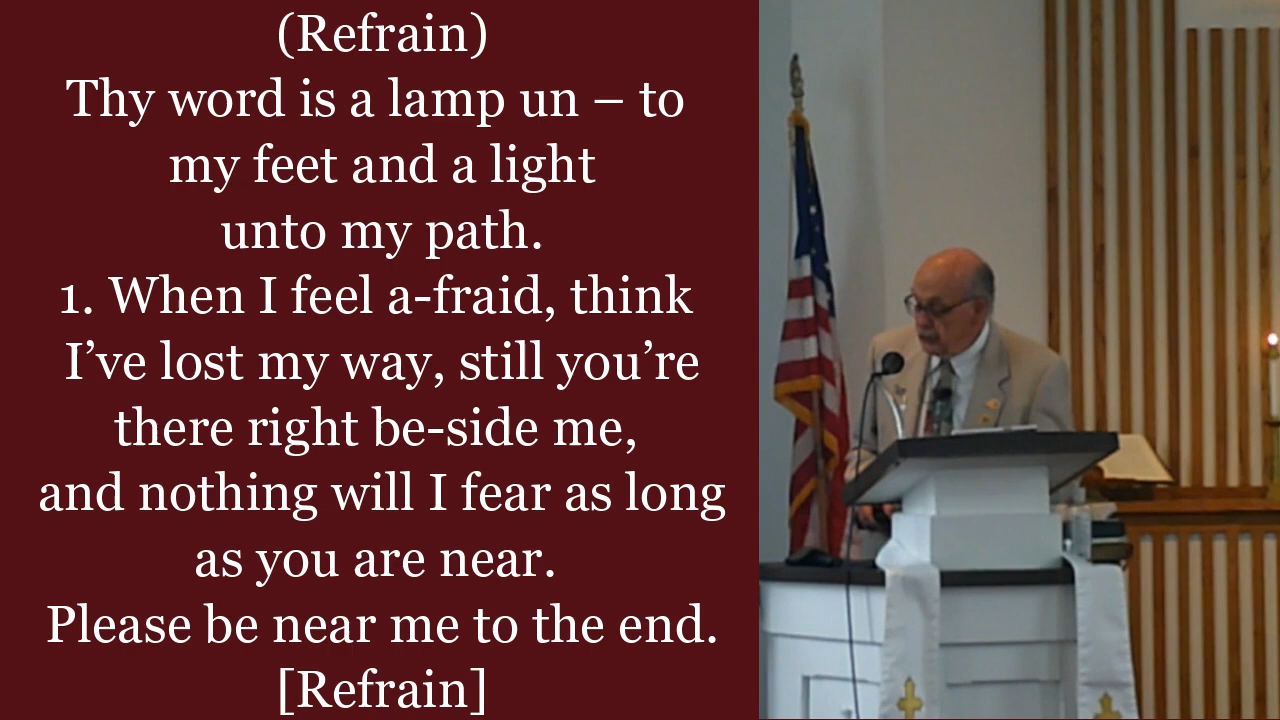 (Refrain)
Thy word is a lamp un – to
my feet and a light
unto my path.
1. When I feel a-fraid, think
I’ve lost my way, still you’re
there right be-side me,
and nothing will I fear as long
as you are near.
Please be near me to the end.
[Refrain]